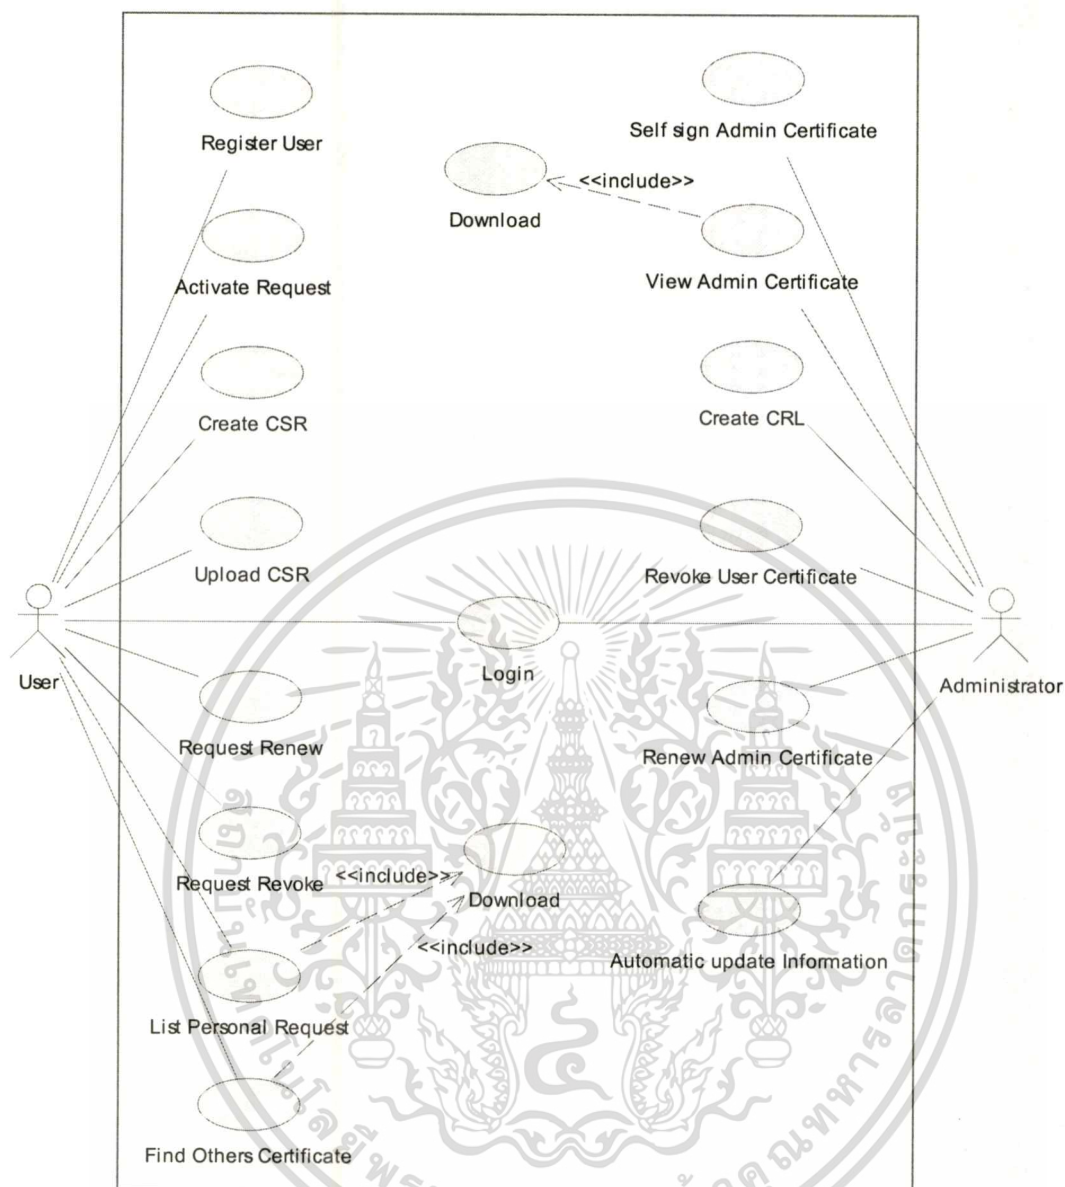 Register User
Self sign Admin Certificate
<<include>>
Download
Activate Request
View Admin Certificate
Create CSR
Create CRL
Upload CSR
Revoke User Certificate
User
Login
Administrator
Request Renew
Renew Admin Certificate
Request Revoke
<<include>>
Download
<<include>>
Automatic update Information
List Personal Request
Find Others Certificate